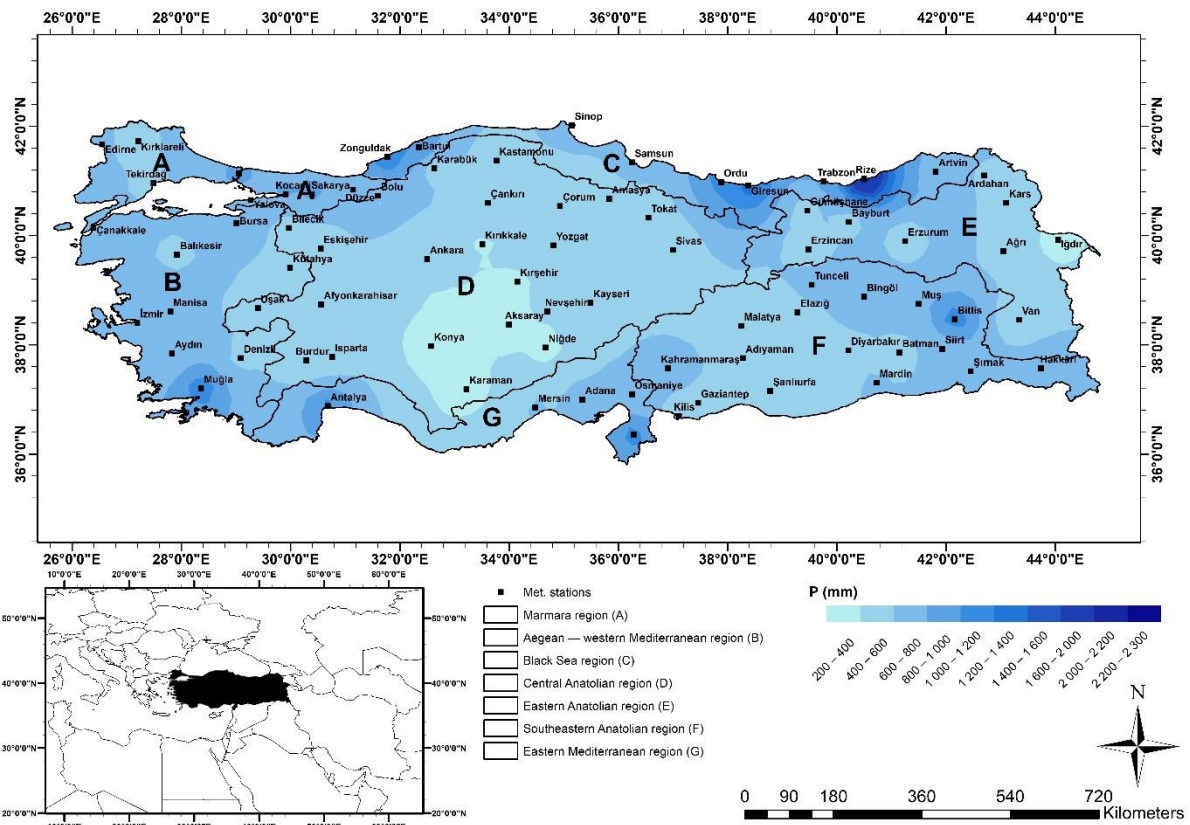 26°0'0"E 28°0'0"E 30°0'0"E 32°0'0"E 34°0'0"E 36°0'0"E 38°0'0"E 40°0'0"E 42°0'0"E 44°0'0"E
42°0'0"N
40°0'0"N
38°0'0"N
36°0'0"N
42°0'0"N
40°0'0"N
38°0'0"N
36°0'0"N
Sinop
Edirne
Kırklareli
A
Tekirdağ
Zonguldak
Bartın
Karabük
Kastamonu
C
Samsun
Ordu
Giresun
Trabzon
Rize
Artvin
Ardahan
Kars
Kocaeli
Sakarya
A
Düzce
Bolu
Yalova
Çankırı
Çorum
Amasya
Tokat
Gümüşhane
Bayburt
E
Çanakkale
Bursa
Bilecik
Eskişehir
Ankara
Kırıkkale
Yozgat
Sivas
Erzincan
Erzurum
Ağrı
Iğdır
Balıkesir
Kütahya
B
D
Kırşehir
Tunceli
Bingöl
Manisa
Uşak
Afyonkarahisar
Nevşehir
Kayseri
Elazığ
Muş
Bitlis
Van
İzmir
Aksaray
Malatya
Aydın
Denizli
Burdur
Isparta
Konya
Niğde
F
Diyarbakır
Batman
Siirt
Kahramanmaraş
Adıyaman
Şırnak
Hakkari
Muğla
Karaman
Adana
Osmaniye
Şanlıurfa
Mardin
Antalya
G
Mersin
Kilis
Gaziantep
26°0'0"E 28°0'0"E 30°0'0"E 32°0'0"E 34°0'0"E 36°0'0"E 38°0'0"E 40°0'0"E 42°0'0"E 44°0'0"E
10°0'0"E 20°0'0"E 30°0'0"E 40°0'0"E 50°0'0"E 60°0'0"E
50°0'0"N
40°0'0"N
30°0'0"N
20°0'0"N
50°0'0"N
40°0'0"N
30°0'0"N
20°0'0"N
Met. stations
Marmara region (A)
Aegean — western Mediterranean region (B)
Black Sea region (C)
Central Anatolian region (D)
Eastern Anatolian region (E)
Southeastern Anatolian region (F)
Eastern Mediterranean region (G)
P (mm)
200 – 400
400 – 600
600 – 800
800 – 1 000
1 000 – 1 200
1 200 – 1 400
1 400 – 1 600
1 600 – 1 800
1 800 – 2 000
2 000 – 2 200
2 200 – 2 300
N
0 90 180 360 540 720
Kilometers